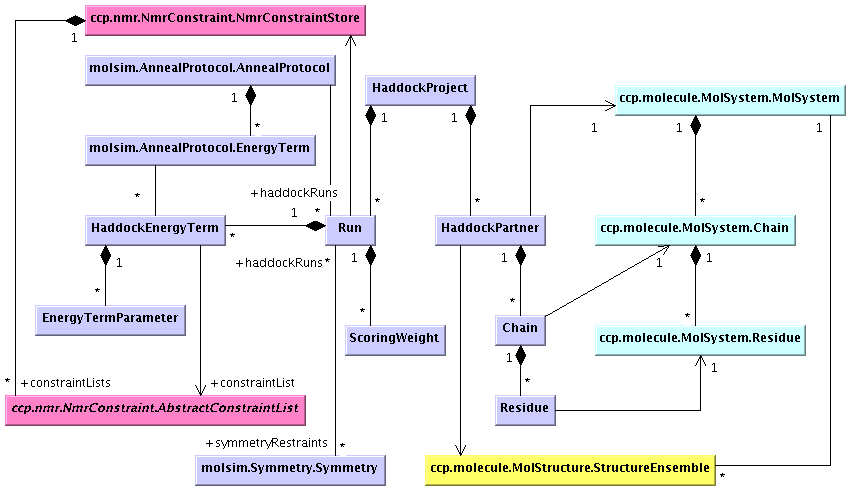 ccp.nmr.NmrConstraint.NmrConstraintStore
1
molsim.AnnealProtocol.AnnealProtocol
HaddockProject
ccp.molecule.MolSystem.MolSystem
1
1
1
1
1
1
*
molsim.AnnealProtocol.EnergyTerm
*
+haddockRuns
*
*
*
*
1
HaddockEnergyTerm
Run
HaddockPartner
ccp.molecule.MolSystem.Chain
*
1
+haddockRuns
*
1
1
1
1
*
*
*
*
EnergyTermParameter
Chain
ScoringWeight
ccp.molecule.MolSystem.Residue
1
1
*
+constraintLists
+constraintList
*
ccp.nmr.NmrConstraint.AbstractConstraintList
Residue
+symmetryRestraints
*
molsim.Symmetry.Symmetry
ccp.molecule.MolStructure.StructureEnsemble
*